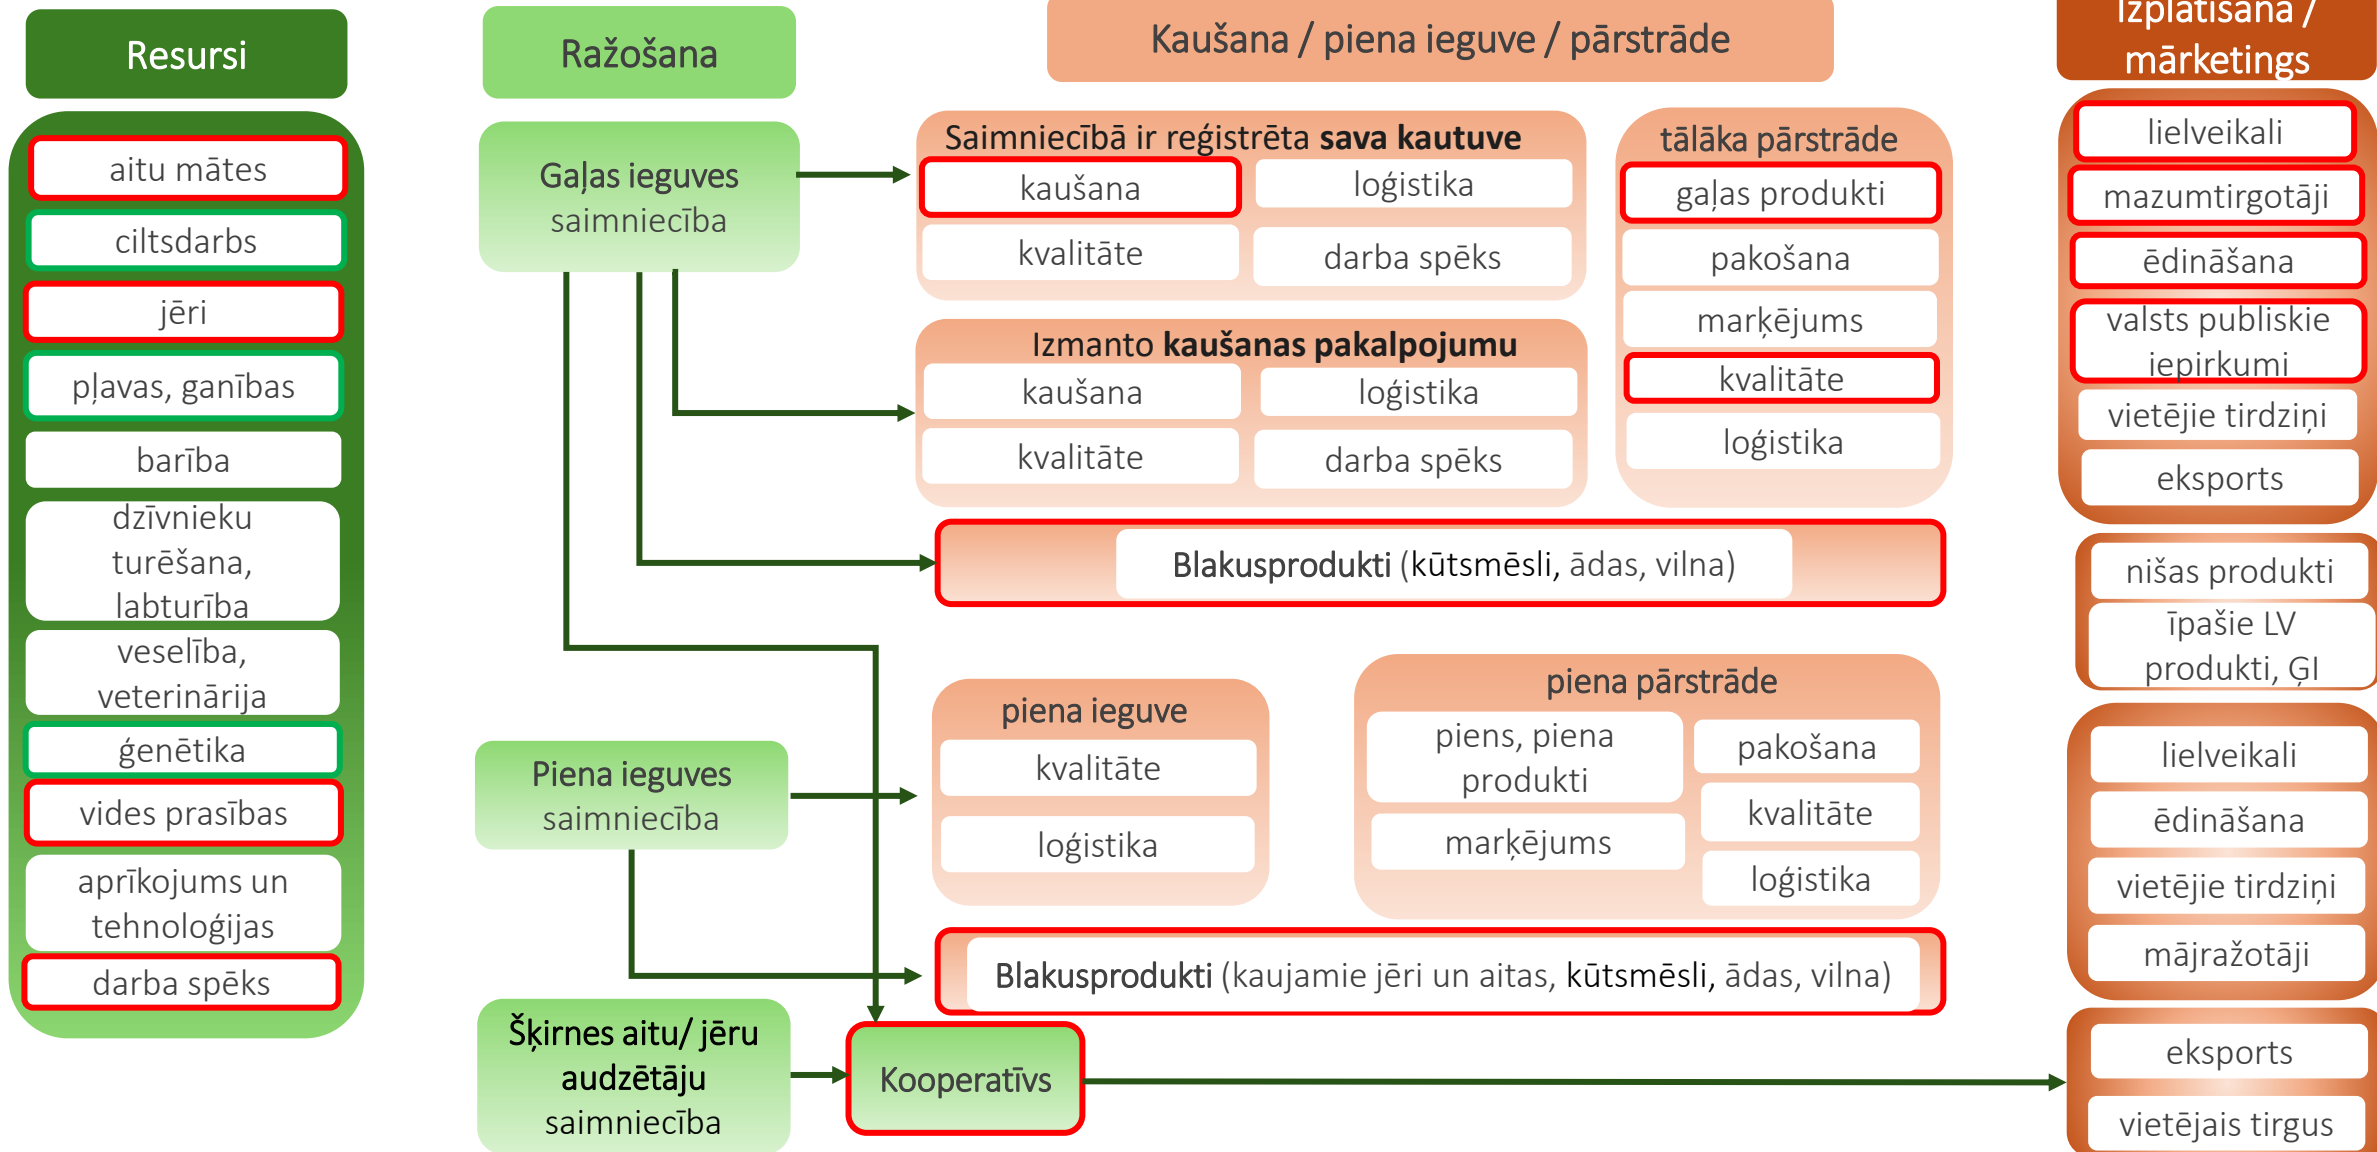 Resursi
aitu mātes
ciltsdarbs
jēri
pļavas, ganības
barība
dzīvnieku
turēšana,
labturība
veselība,
veterinārija
ģenētika
vides prasības
aprīkojums un
tehnoloģijas
darba spēks
Ražošana
Gaļas ieguves
saimniecība
Piena ieguves
saimniecība
Šķirnes aitu/ jēru
audzētāju
saimniecība
Kooperatīvs
Kaušana / piena ieguve / pārstrāde
Saimniecībā ir reģistrēta sava kautuve
kaušana
loģistika
kvalitāte
darba spēks
Izmanto kaušanas pakalpojumu
kaušana
loģistika
kvalitāte
darba spēks
tālāka pārstrāde
gaļas produkti
pakošana
marķējums
kvalitāte
loģistika
Blakusprodukti (kūtsmēsli, ādas, vilna)
piena ieguve
kvalitāte
loģistika
piena pārstrāde
piens, piena
produkti
marķējums
pakošana
kvalitāte
loģistika
Blakusprodukti (kaujamie jēri un aitas, kūtsmēsli, ādas, vilna)
Izplatīšana /
mārketings
lielveikali
mazumtirgotāji
ēdināšana
valsts publiskie
iepirkumi
vietējie tirdziņi
eksports
nišas produkti
īpašie LV
produkti, ĢI
lielveikali
ēdināšana
vietējie tirdziņi
mājražotāji
eksports
vietējais tirgus